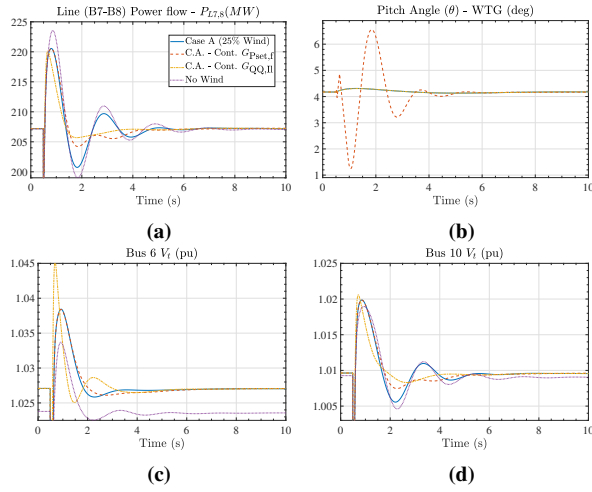 Line (B7-B8) Power flow - P_{L7,8}(MW)
225
220
215
210
205
200
0 2 4 6 8 10
Time (s)
Case A (25% Wind)
C.A. - Cont. G_{Pset,f}
C.A. - Cont. G_{QQ,Il}
No Wind
(a)
Pitch Angle (θ) - WTG (deg)
6
5
4
3
2
1
0 2 4 6 8 10
Time (s)
(b)
Bus 6 V_t (pu)
1.045
1.04
1.035
1.03
1.025
0 2 4 6 8 10
Time (s)
(c)
Bus 10 V_t (pu)
1.025
1.02
1.015
1.01
1.005
0 2 4 6 8 10
Time (s)
(d)